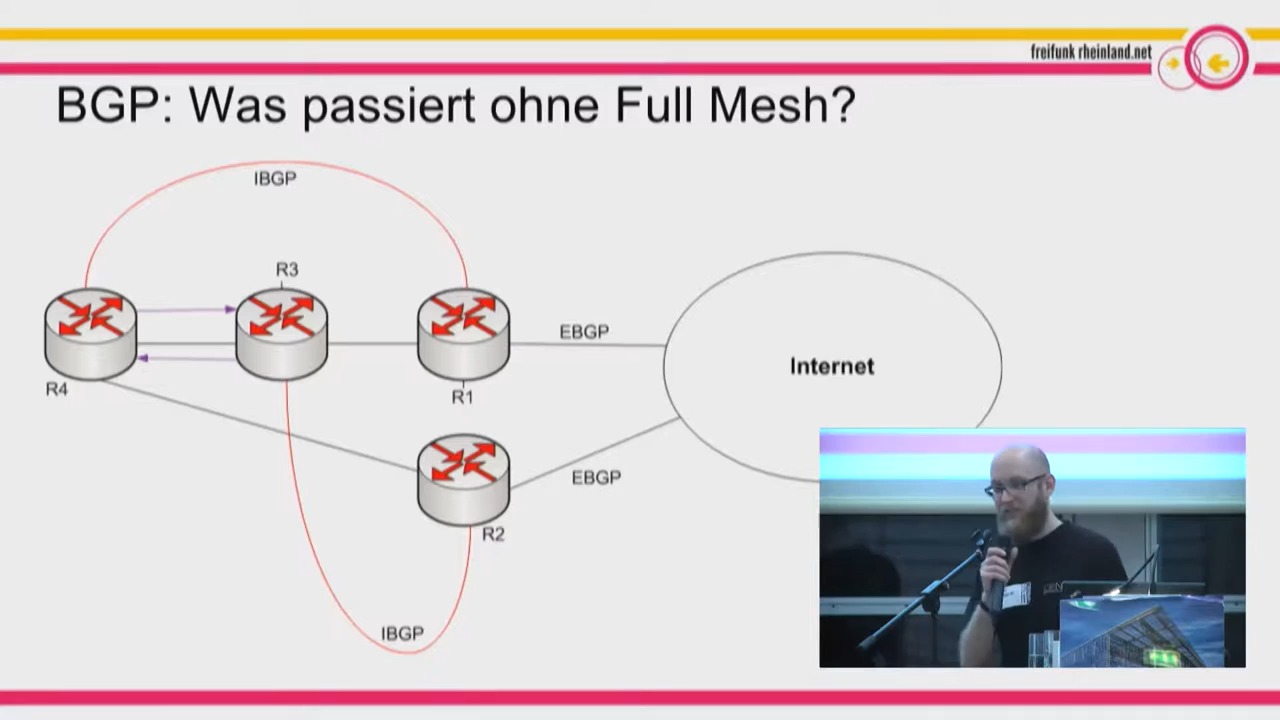 freifunk rheinland.net
BGP: Was passiert ohne Full Mesh?
IBGP
R3
EBGP
Internet
R4
R1
EBGP
R2
IBGP